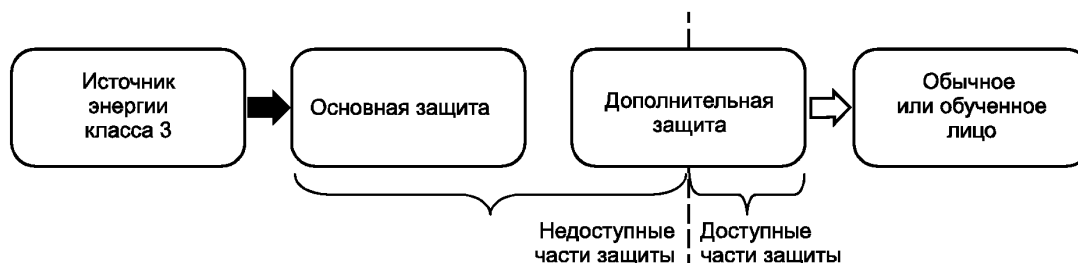 Источник
энергии
класса 3
Основная защита
Дополнительная
защита
Обычное
или обученное
лицо
Недоступные
части защиты
Доступные
части защиты